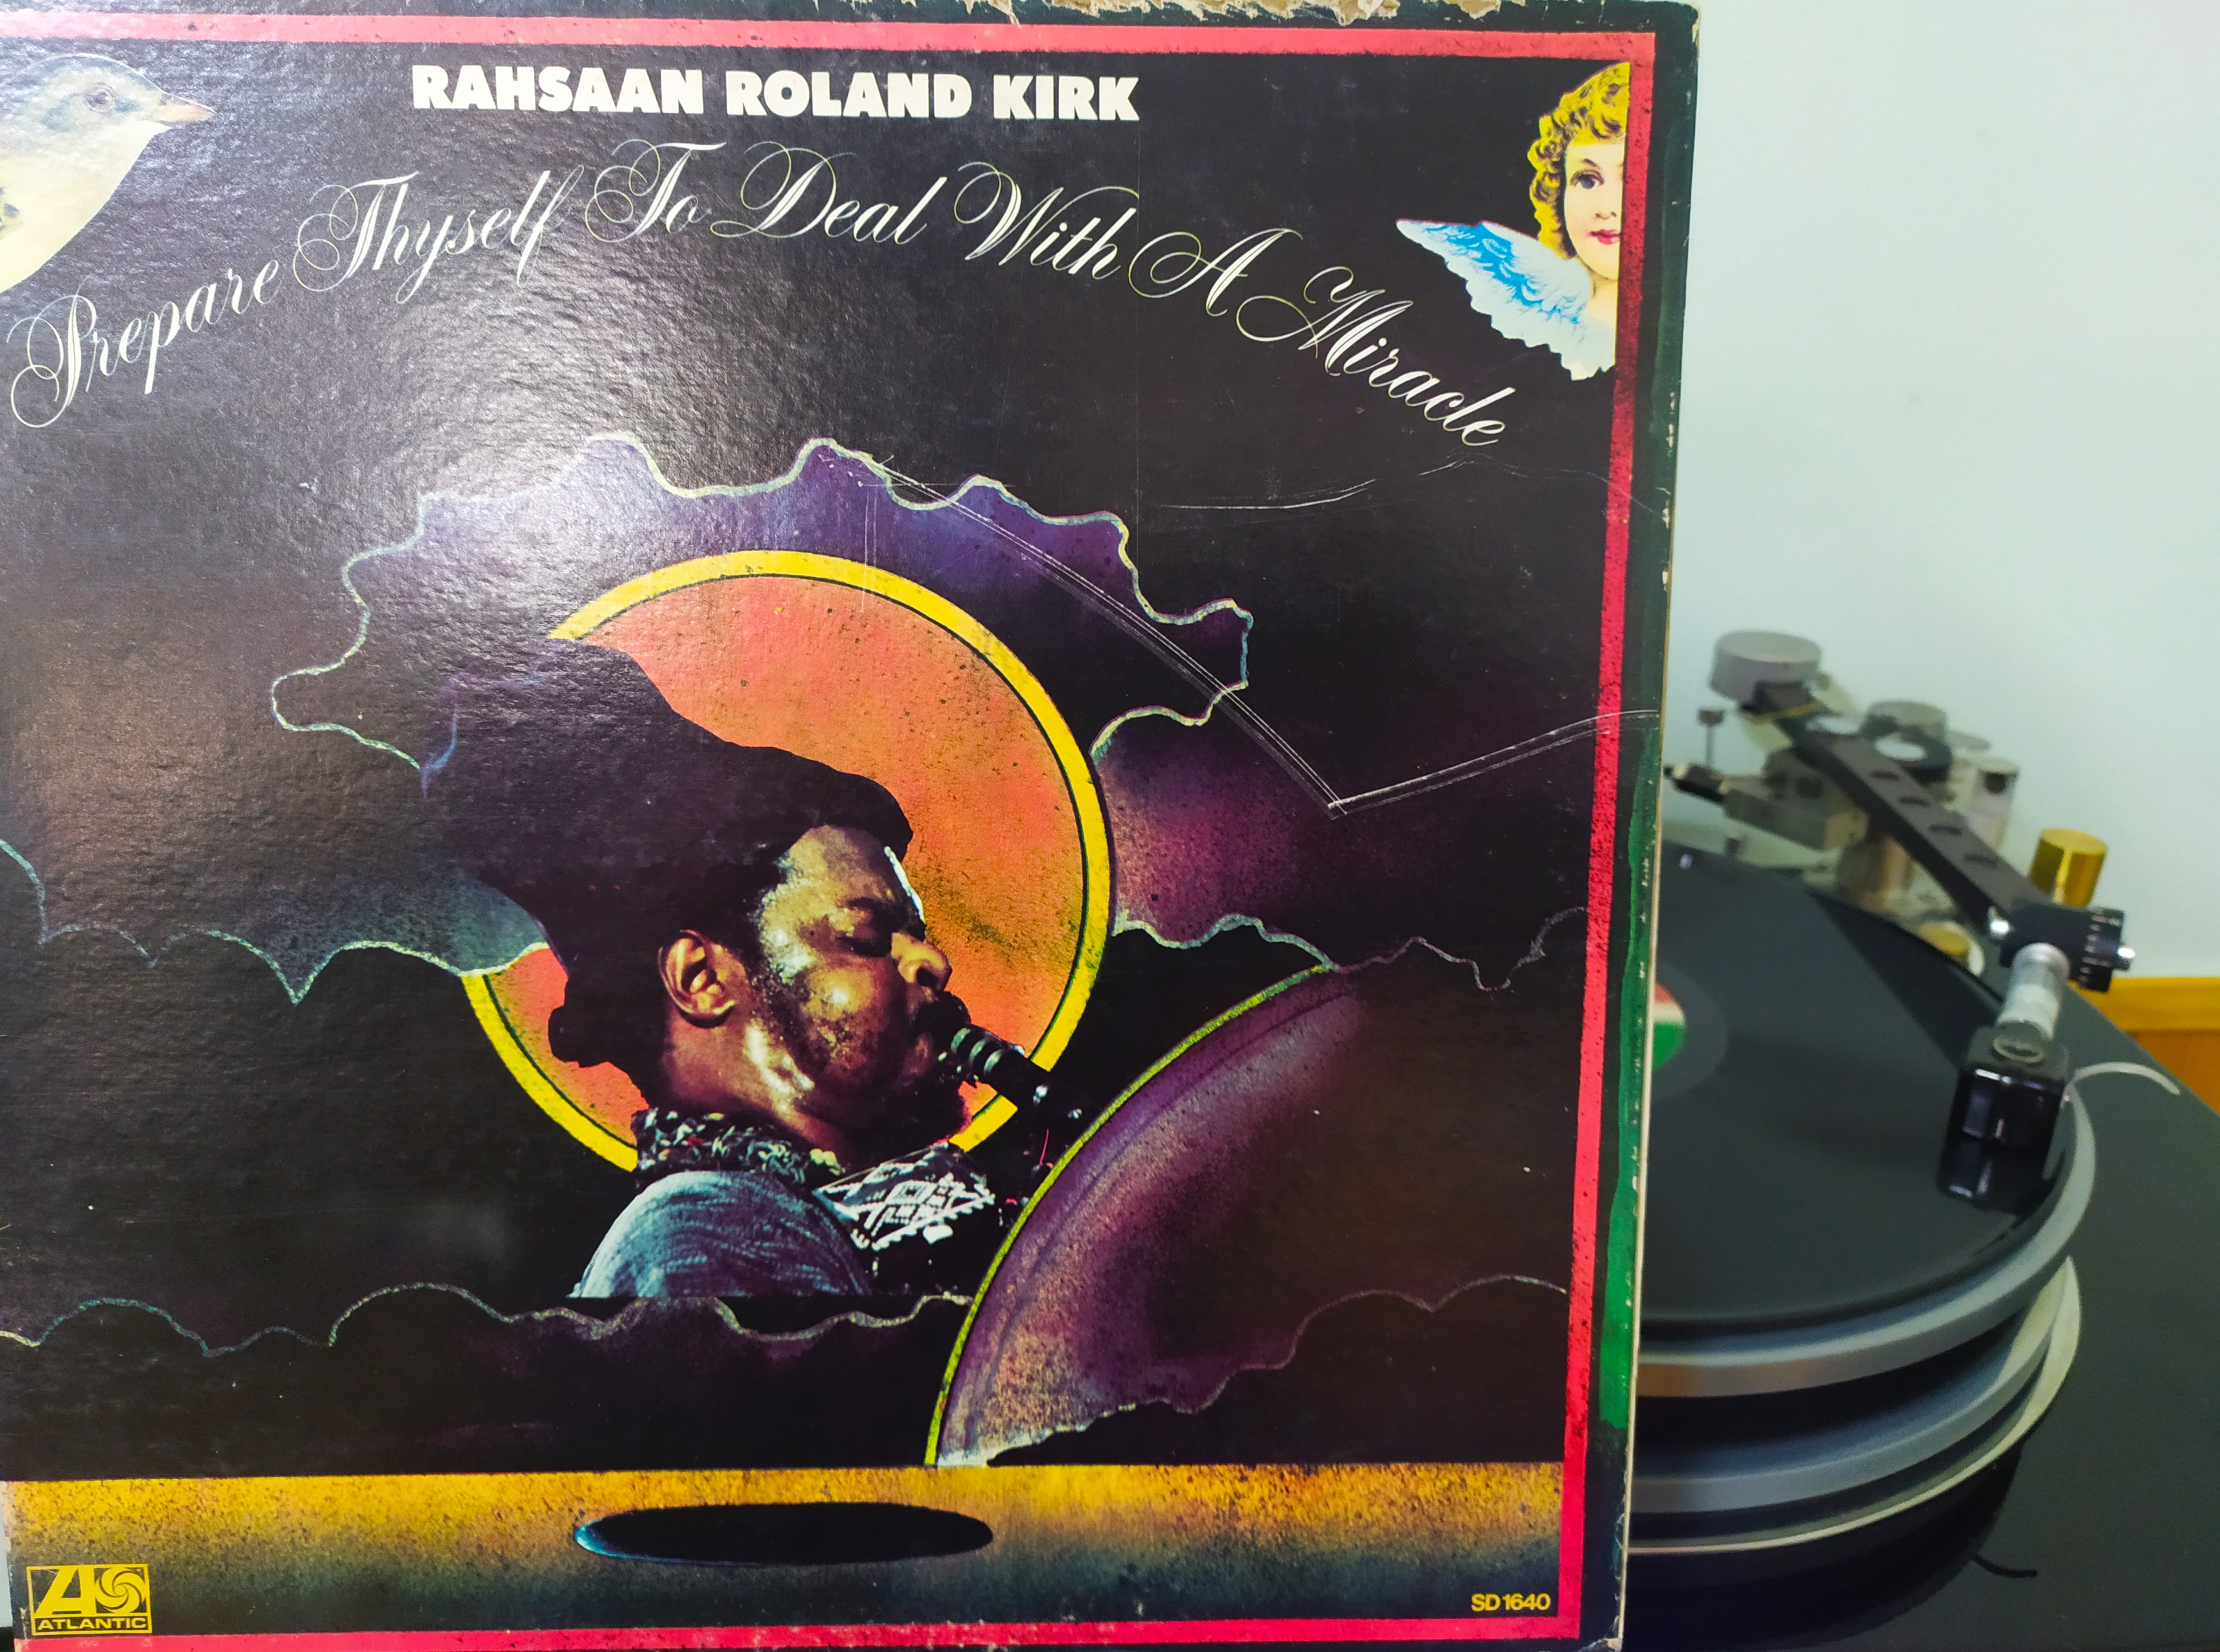 RAHSAAN ROLAND KIRK
Prepare Thyself To Deal With A Miracle
ATLANTIC
SD 1640